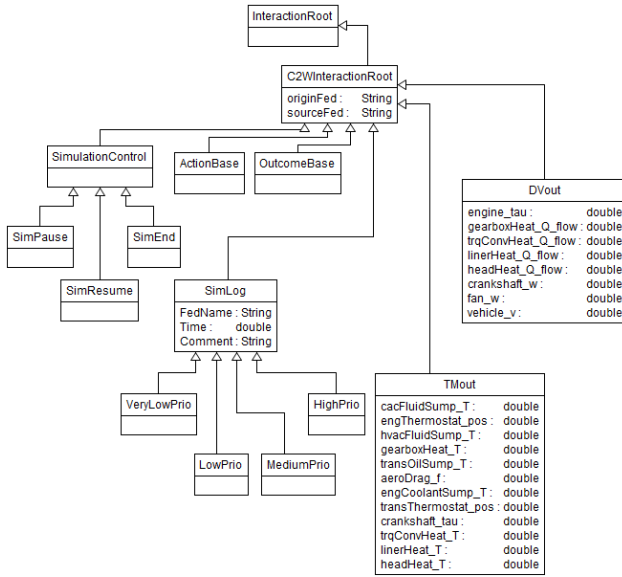 InteractionRoot
C2WInteractionRoot
originFed : String
sourceFed : String
SimulationControl
ActionBase
OutcomeBase
DVout
engine_tau : double
gearboxHeat_Q_flow : double
trqConvHeat_Q_flow : double
linerHeat_Q_flow : double
headHeat_Q_flow : double
crankshaft_w : double
fan_w : double
vehicle_v : double
SimPause
SimEnd
SimResume
SimLog
FedName : String
Time : double
Comment : String
TMout
cacFluidSump_T : double
engThermostat_pos : double
hvacFluidSump_T : double
gearboxHeat_T : double
transOilSump_T : double
aeroDrag_f : double
engCoolantSump_T : double
transThermostat_pos : double
crankshaft_tau : double
trqConvHeat_T : double
linerHeat_T : double
headHeat_T : double
VeryLowPrio
HighPrio
LowPrio
MediumPrio